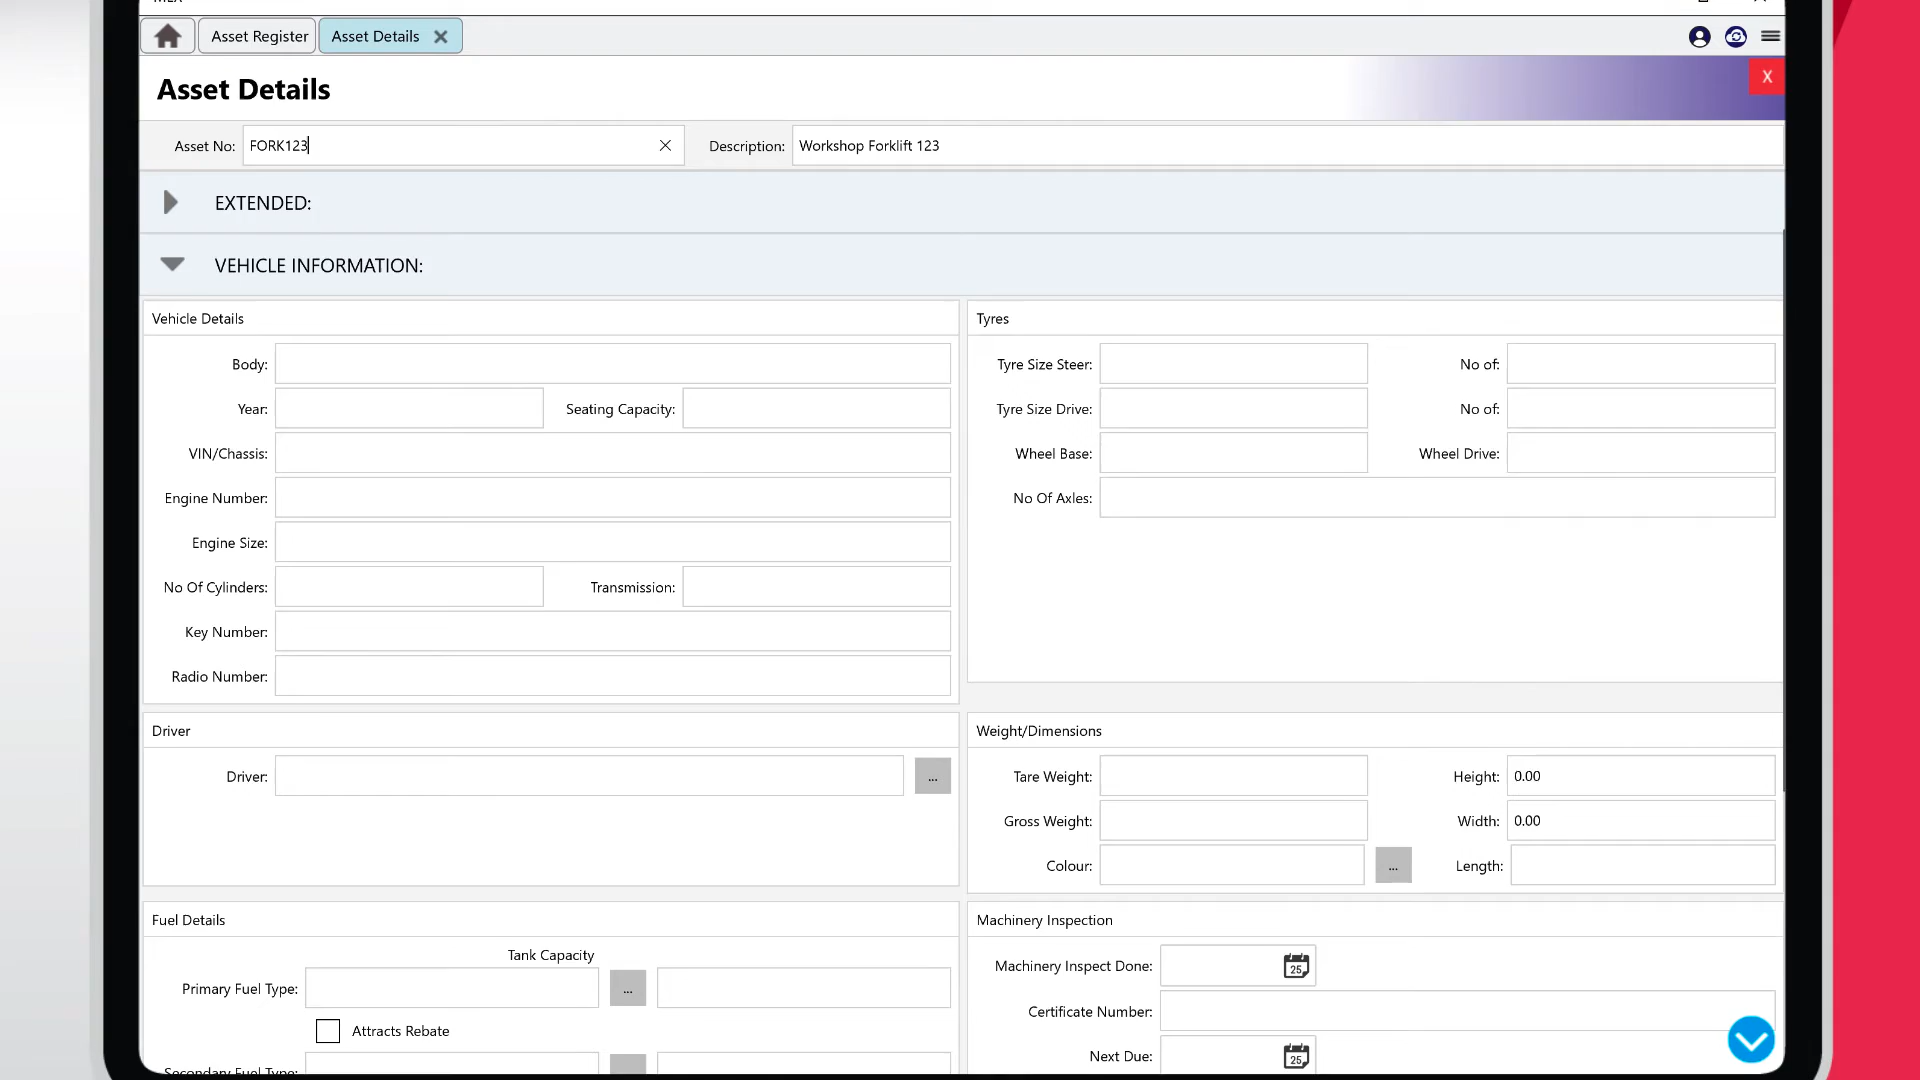 Asset Register
Asset Details
Asset Details
X
Asset No: FORK123 Description: Workshop Forklift 123
EXTENDED:
VEHICLE INFORMATION:
Vehicle Details
Body:
Year: Seating Capacity:
VIN/Chassis:
Engine Number:
Engine Size:
No Of Cylinders: Transmission:
Key Number:
Radio Number:
Tyres
Tyre Size Steer: No of:
Tyre Size Drive: No of:
Wheel Base: Wheel Drive:
No Of Axles:
Driver
Driver: ...
Weight/Dimensions
Tare Weight: Height: 0.00
Gross Weight: Width: 0.00
Colour: ... Length:
Fuel Details
Tank Capacity
Primary Fuel Type: ...
Attracts Rebate
Secondary Fuel Type:
Machinery Inspection
Machinery Inspect Done: 25
Certificate Number:
Next Due: 25